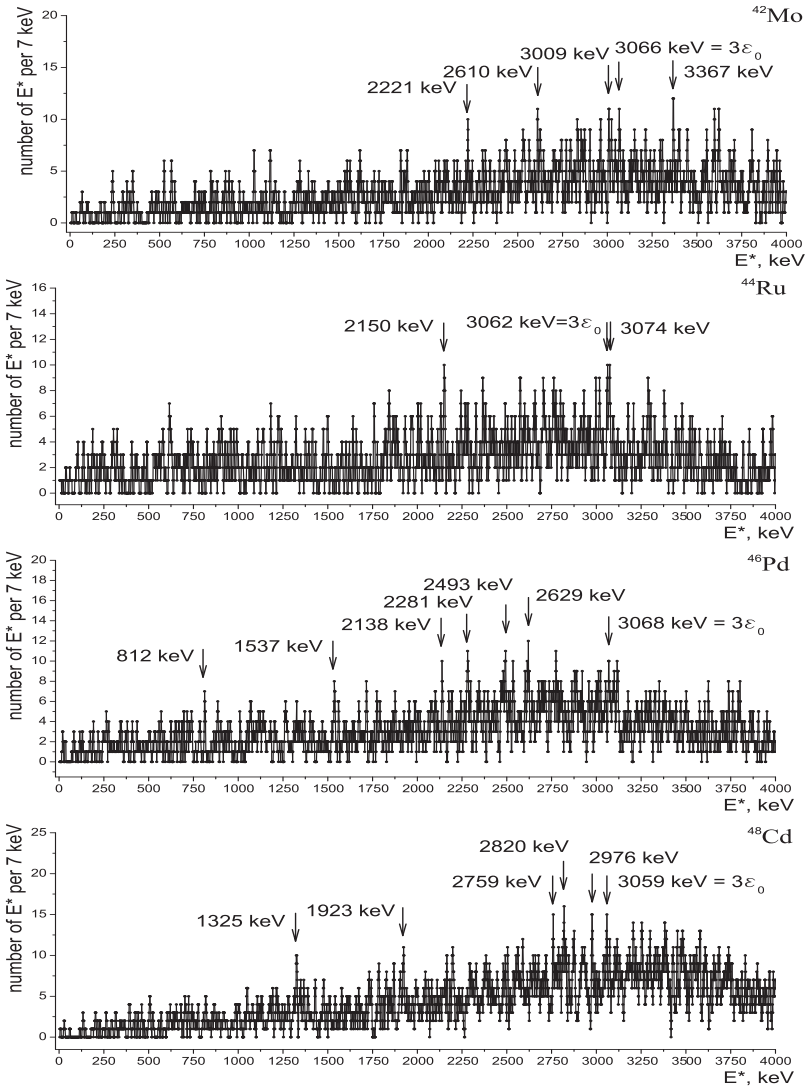 ⁴²Mo
number of E* per 7 keV
20
15
10
5
0
2221 keV
2610 keV
3009 keV
3066 keV = 3ε₀
3367 keV
0 250 500 750 1000 1250 1500 1750 2000 2250 2500 2750 3000 3250 3500 3750 4000
E*, keV
⁴⁴Ru
number of E* per 7 keV
16
14
12
10
8
6
4
2
0
2150 keV
3062 keV=3ε₀
3074 keV
0 250 500 750 1000 1250 1500 1750 2000 2250 2500 2750 3000 3250 3500 3750 4000
E*, keV
⁴⁶Pd
number of E* per 7 keV
20
18
16
14
12
10
8
6
4
2
0
812 keV
1537 keV
2138 keV
2281 keV
2493 keV
2629 keV
3068 keV = 3ε₀
0 250 500 750 1000 1250 1500 1750 2000 2250 2500 2750 3000 3250 3500 3750 4000
E*, keV
⁴⁸Cd
number of E* per 7 keV
25
20
15
10
5
0
1325 keV
1923 keV
2759 keV
2820 keV
2976 keV
3059 keV = 3ε₀
0 250 500 750 1000 1250 1500 1750 2000 2250 2500 2750 3000 3250 3500 3750 4000
E*, keV